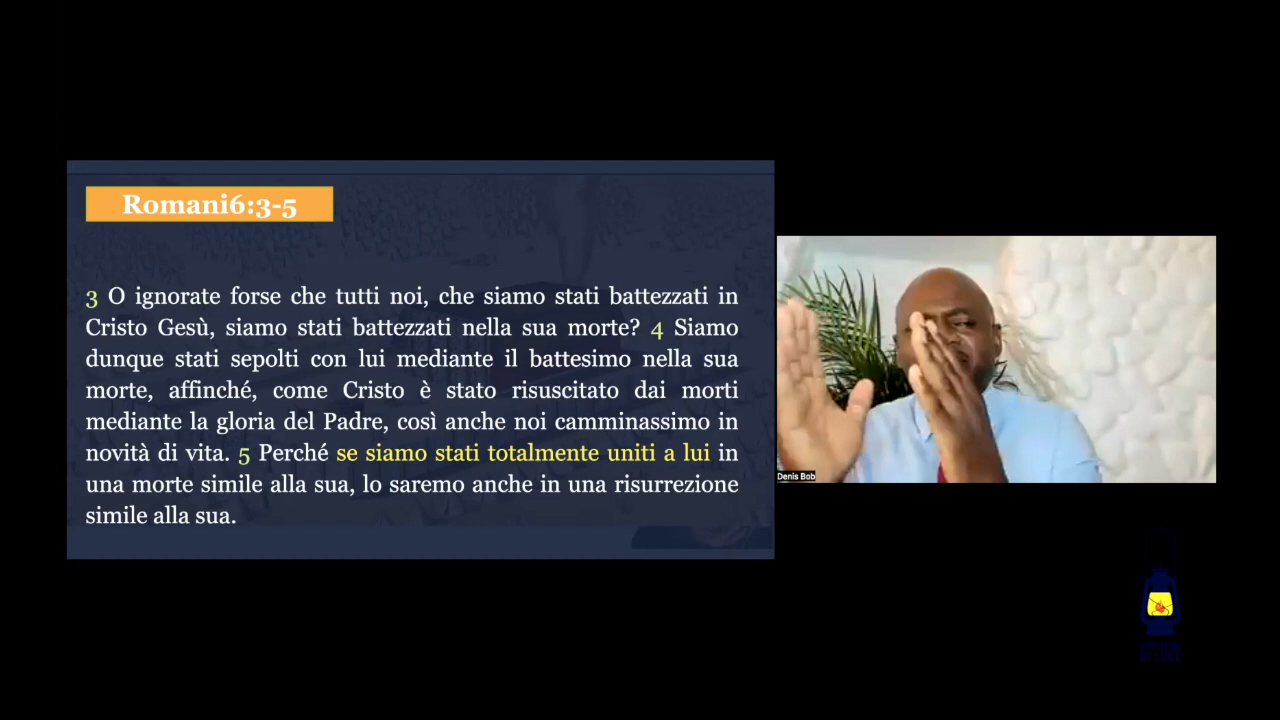 Romani6:3-5
3 O ignorate forse che tutti noi, che siamo stati battezzati in
Cristo Gesù, siamo stati battezzati nella sua morte? 4 Siamo
dunque stati sepolti con lui mediante il battesimo nella sua
morte, affinché, come Cristo è stato risuscitato dai morti
mediante la gloria del Padre, così anche noi camminassimo in
novità di vita. 5 Perché se siamo stati totalmente uniti a lui in
una morte simile alla sua, lo saremo anche in una risurrezione
simile alla sua.
Denis Bob
DI LUCE